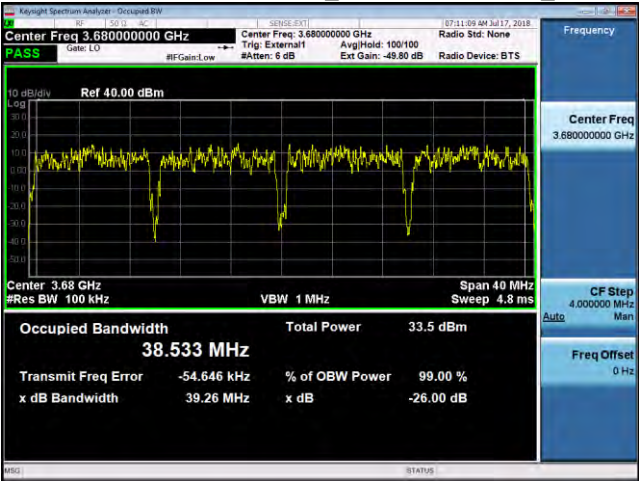 Keysight Spectrum Analyzer - Occupied BW
RF 50 Ω AC SENSE:EXT 07:11:09 AM Jul 17, 2018
Center Freq 3.680000000 GHz Center Freq: 3.680000000 GHz Radio Std: None Frequency
PASS Gate: LO Trig: External1 Avg|Hold: 100/100
#IFGain:Low #Atten: 6 dB Ext Gain: -49.80 dB Radio Device: BTS
10 dB/div Ref 40.00 dBm
Log
30.0
20.0
10.0
0.00
-10.0
-20.0
-30.0
-40.0
-50.0
Center Freq
3.680000000 GHz
Center 3.68 GHz Span 40 MHz
#Res BW 100 kHz VBW 1 MHz Sweep 4.8 ms
CF Step
4.000000 MHz
Auto Man
Occupied Bandwidth Total Power 33.5 dBm
38.533 MHz
Freq Offset
0 Hz
Transmit Freq Error -54.646 kHz % of OBW Power 99.00 %
x dB Bandwidth 39.26 MHz x dB -26.00 dB
MSG STATUS